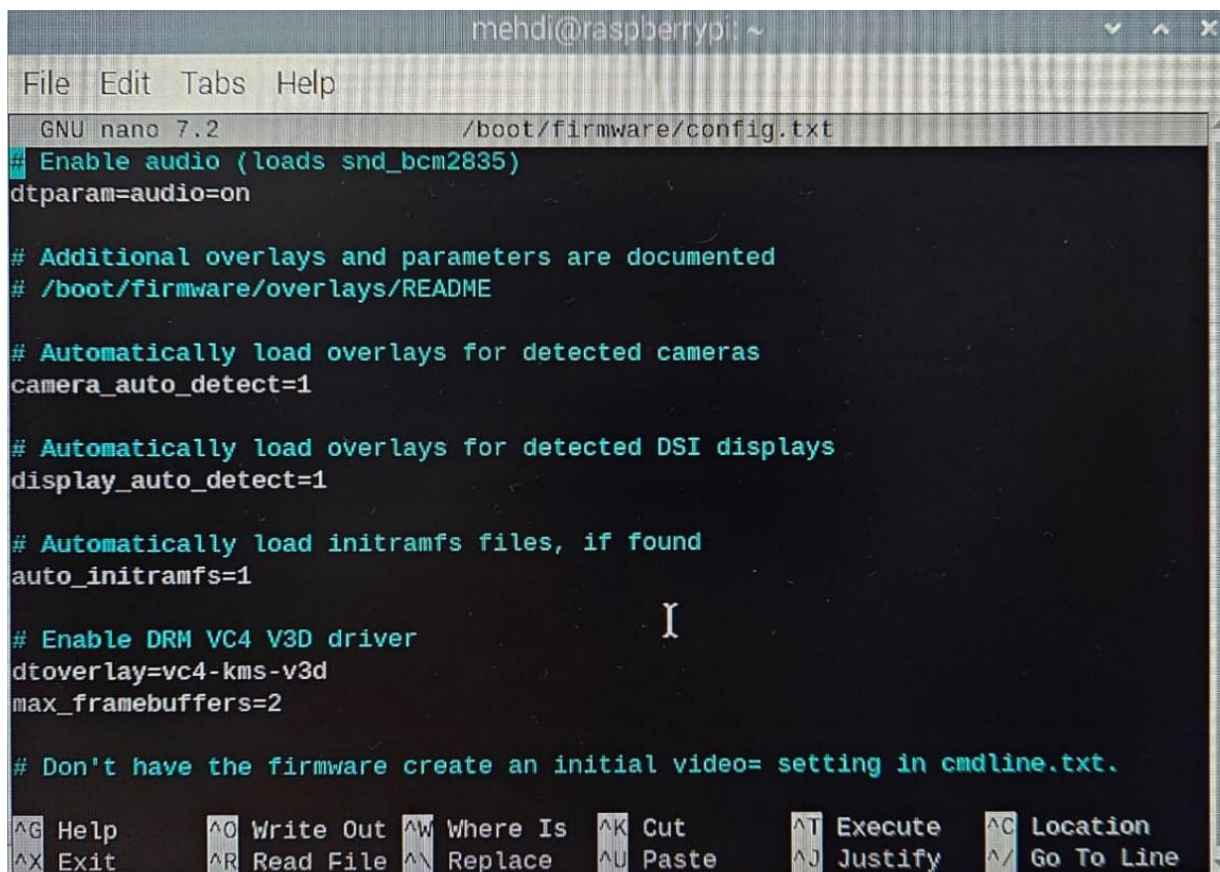 mehdi@raspberrypi: ~
File Edit Tabs Help
GNU nano 7.2 /boot/firmware/config.txt
# Enable audio (loads snd_bcm2835)
dtparam=audio=on
# Additional overlays and parameters are documented
# /boot/firmware/overlays/README
# Automatically load overlays for detected cameras
camera_auto_detect=1
# Automatically load overlays for detected DSI displays
display_auto_detect=1
# Automatically load initramfs files, if found
auto_initramfs=1
# Enable DRM VC4 V3D driver
dtoverlay=vc4-kms-v3d
max_framebuffers=2
# Don't have the firmware create an initial video= setting in cmdline.txt.
^G Help ^O Write Out ^W Where Is ^K Cut ^T Execute ^C Location
^X Exit ^R Read File ^\ Replace ^U Paste ^J Justify ^/ Go To Line